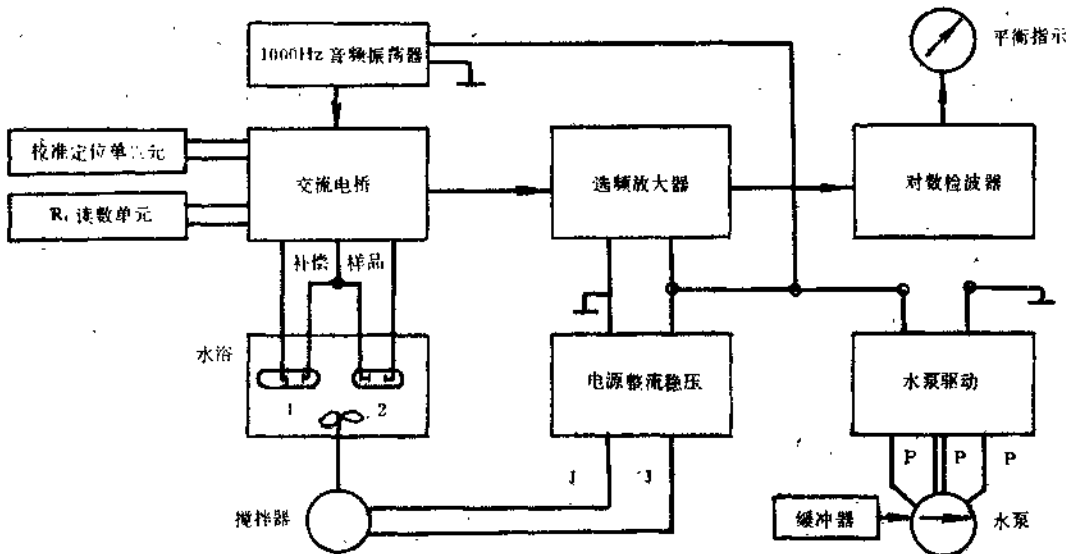 1000Hz 音频振荡器
平衡指示
校准定位单元
交流电桥
选频放大器
对数检波器
Rt 读数单元
补偿
样品
水浴
1
2
电源整流稳压
水泵驱动
J
J
P
P
P
搅拌器
缓冲器
水泵